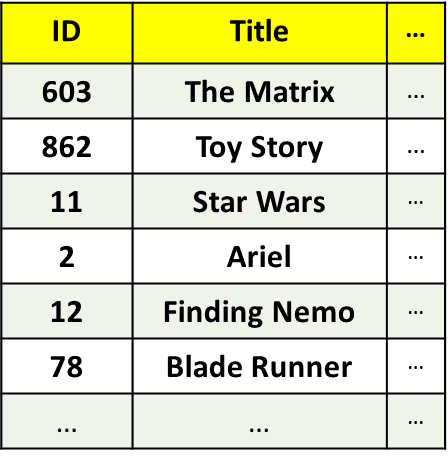 ID Title ...
603 The Matrix ...
862 Toy Story ...
11 Star Wars ...
2 Ariel ...
12 Finding Nemo ...
78 Blade Runner ...
... ... ...